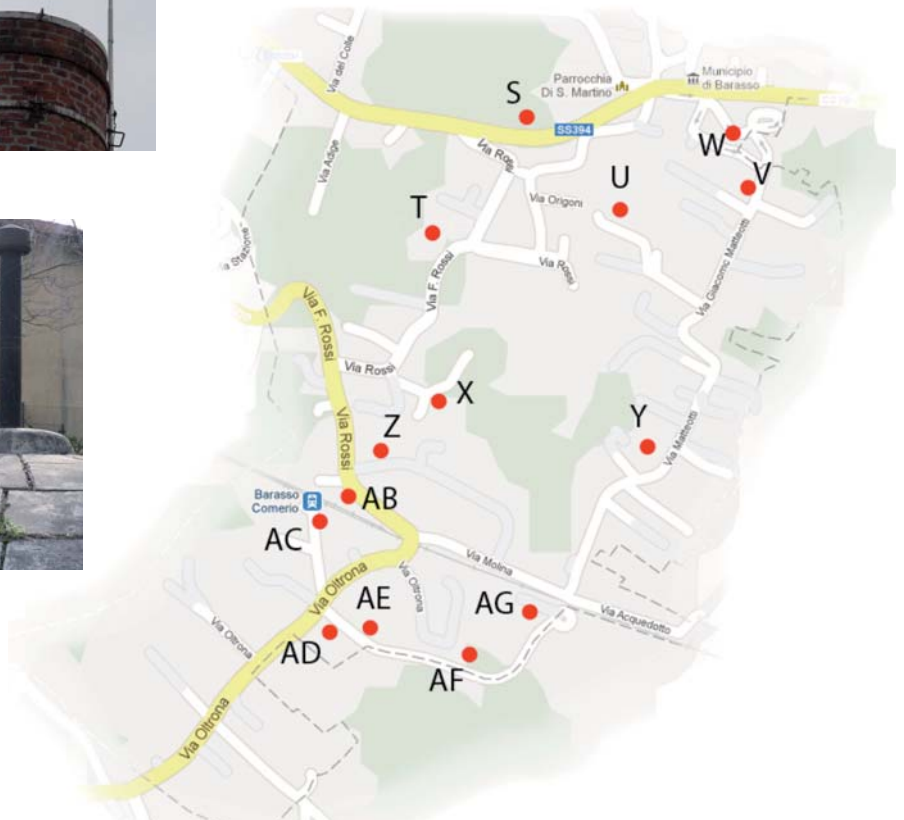 Via del Colle
Parrocchia
Di S. Martino
Municipio
di Barasso
S
SS394
W
Via Adige
Via Rossi
U
V
Via Origoni
T
Via Rossi
Via F. Rossi
Via Giacomo Matteotti
Via F. Rossi
Via Rossi
X
Y
Via Matteotti
Via Rossi
Z
Barasso
Comerio
AB
AC
Via Molina
Via Oltrona
Via Oltrona
AE
AG
Via Acquedotto
Via Oltrona
AD
AF
Via Oltrona